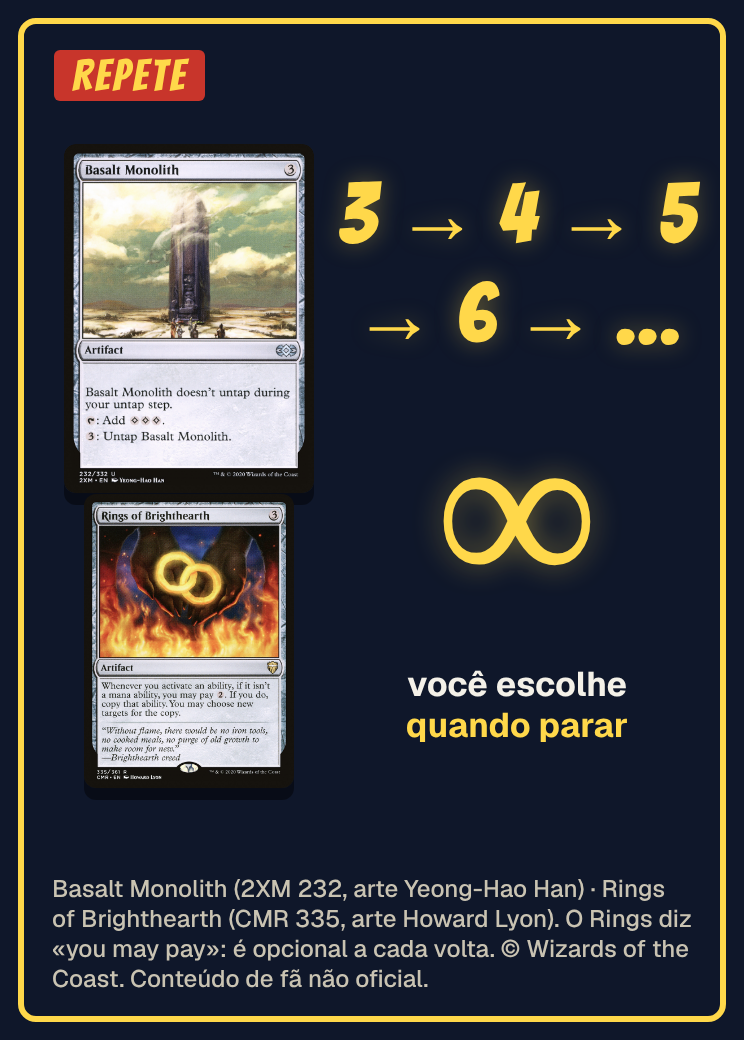 REPETE
Basalt Monolith 3
Artifact
Basalt Monolith doesn't untap during
your untap step.
: Add .
3: Untap Basalt Monolith.
232/332 U
2XM • EN Yeong-Hao Han
™ & © 2020 Wizards of the Coast
Rings of Brighthearth 3
Artifact
Whenever you activate an ability, if it isn't
a mana ability, you may pay 2. If you do,
copy that ability. You may choose new
targets for the copy.
"Without flame, there would be no iron tools,
no cooked meals, no purge of old growth to
make room for new."
—Brighthearth creed
335/361 R
CMR • EN Howard Lyon
™ & © 2020 Wizards of the Coast
3 → 4 → 5
→ 6 → ...
∞
você escolhe
quando parar
Basalt Monolith (2XM 232, arte Yeong-Hao Han) · Rings
of Brighthearth (CMR 335, arte Howard Lyon). O Rings diz
«you may pay»: é opcional a cada volta. © Wizards of the
Coast. Conteúdo de fã não oficial.